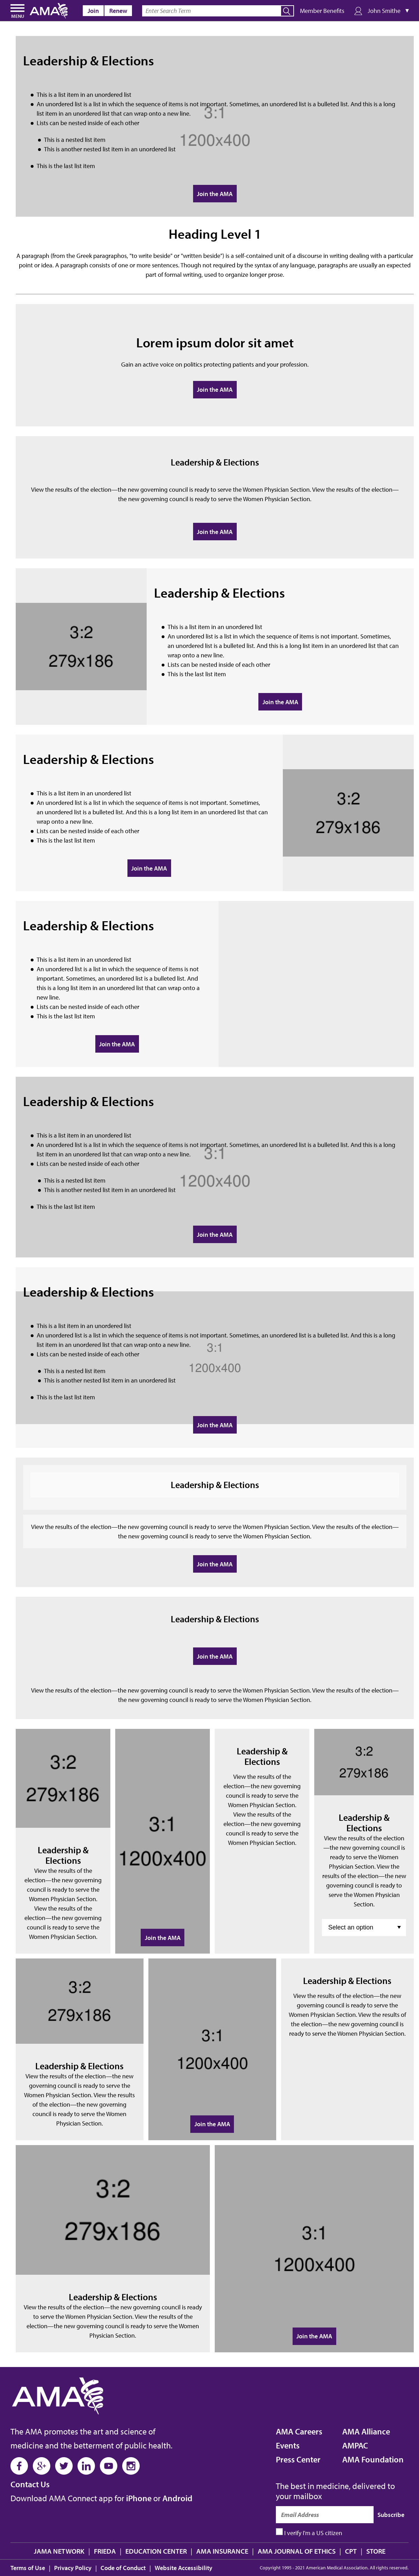 MENU
AMA
Join
Renew
Enter Search Term
Member Benefits
John Smithe
Leadership & Elections
This is a list item in an unordered list
An unordered list is a list in which the sequence of items is not important. Sometimes, an unordered list is a bulleted list. And this is a long
list item in an unordered list that can wrap onto a new line.
Lists can be nested inside of each other
This is a nested list item
This is another nested list item in an unordered list
This is the last list item
3:1
1200x400
Join the AMA
Heading Level 1
A paragraph (from the Greek paragraphos, "to write beside" or "written beside") is a self-contained unit of a discourse in writing dealing with a particular
point or idea. A paragraph consists of one or more sentences. Though not required by the syntax of any language, paragraphs are usually an expected
part of formal writing, used to organize longer prose.
Lorem ipsum dolor sit amet
Gain an active voice on politics protecting patients and your profession.
Join the AMA
Leadership & Elections
View the results of the election—the new governing council is ready to serve the Women Physician Section. View the results of the election—
the new governing council is ready to serve the Women Physician Section.
Join the AMA
3:2
279x186
Leadership & Elections
This is a list item in an unordered list
An unordered list is a list in which the sequence of items is not important. Sometimes,
an unordered list is a bulleted list. And this is a long list item in an unordered list that can
wrap onto a new line.
Lists can be nested inside of each other
This is the last list item
Join the AMA
Leadership & Elections
This is a list item in an unordered list
An unordered list is a list in which the sequence of items is not important. Sometimes,
an unordered list is a bulleted list. And this is a long list item in an unordered list that can
wrap onto a new line.
Lists can be nested inside of each other
This is the last list item
Join the AMA
3:2
279x186
Leadership & Elections
This is a list item in an unordered list
An unordered list is a list in which the sequence of items is not
important. Sometimes, an unordered list is a bulleted list. And
this is a long list item in an unordered list that can wrap onto a
new line.
Lists can be nested inside of each other
This is the last list item
Join the AMA
Leadership & Elections
This is a list item in an unordered list
An unordered list is a list in which the sequence of items is not important. Sometimes, an unordered list is a bulleted list. And this is a long
list item in an unordered list that can wrap onto a new line.
Lists can be nested inside of each other
This is a nested list item
This is another nested list item in an unordered list
This is the last list item
3:1
1200x400
Join the AMA
Leadership & Elections
This is a list item in an unordered list
An unordered list is a list in which the sequence of items is not important. Sometimes, an unordered list is a bulleted list. And this is a long
list item in an unordered list that can wrap onto a new line.
Lists can be nested inside of each other
This is a nested list item
This is another nested list item in an unordered list
This is the last list item
3:1
1200x400
Join the AMA
Leadership & Elections
View the results of the election—the new governing council is ready to serve the Women Physician Section. View the results of the election—
the new governing council is ready to serve the Women Physician Section.
Join the AMA
Leadership & Elections
Join the AMA
View the results of the election—the new governing council is ready to serve the Women Physician Section. View the results of the election—
the new governing council is ready to serve the Women Physician Section.
3:2
279x186
Leadership &
Elections
View the results of the
election—the new governing
council is ready to serve the
Women Physician Section.
View the results of the
election—the new governing
council is ready to serve the
Women Physician Section.
3:1
1200x400
Join the AMA
Leadership &
Elections
View the results of the
election—the new governing
council is ready to serve the
Women Physician Section.
View the results of the
election—the new governing
council is ready to serve the
Women Physician Section.
3:2
279x186
Leadership &
Elections
View the results of the election
—the new governing council is
ready to serve the Women
Physician Section. View the
results of the election—the new
governing council is ready to
serve the Women Physician
Section.
Select an option
3:2
279x186
Leadership & Elections
View the results of the election—the new
governing council is ready to serve the
Women Physician Section. View the results
of the election—the new governing
council is ready to serve the Women
Physician Section.
3:1
1200x400
Join the AMA
Leadership & Elections
View the results of the election—the new
governing council is ready to serve the
Women Physician Section. View the results of
the election—the new governing council is
ready to serve the Women Physician Section.
3:2
279x186
Leadership & Elections
View the results of the election—the new governing council is ready
to serve the Women Physician Section. View the results of the
election—the new governing council is ready to serve the Women
Physician Section.
3:1
1200x400
Join the AMA
AMA
The AMA promotes the art and science of
medicine and the betterment of public health.
Contact Us
Download AMA Connect app for iPhone or Android
AMA Careers
Events
Press Center
AMA Alliance
AMPAC
AMA Foundation
The best in medicine, delivered to
your mailbox
Email Address
Subscribe
I verify I'm a US citizen
JAMA NETWORK | FRIEDA | EDUCATION CENTER | AMA INSURANCE | AMA JOURNAL OF ETHICS | CPT | STORE
Terms of Use | Privacy Policy | Code of Conduct | Website Accessibility
Copyright 1995 - 2021 American Medical Association. All rights reserved.